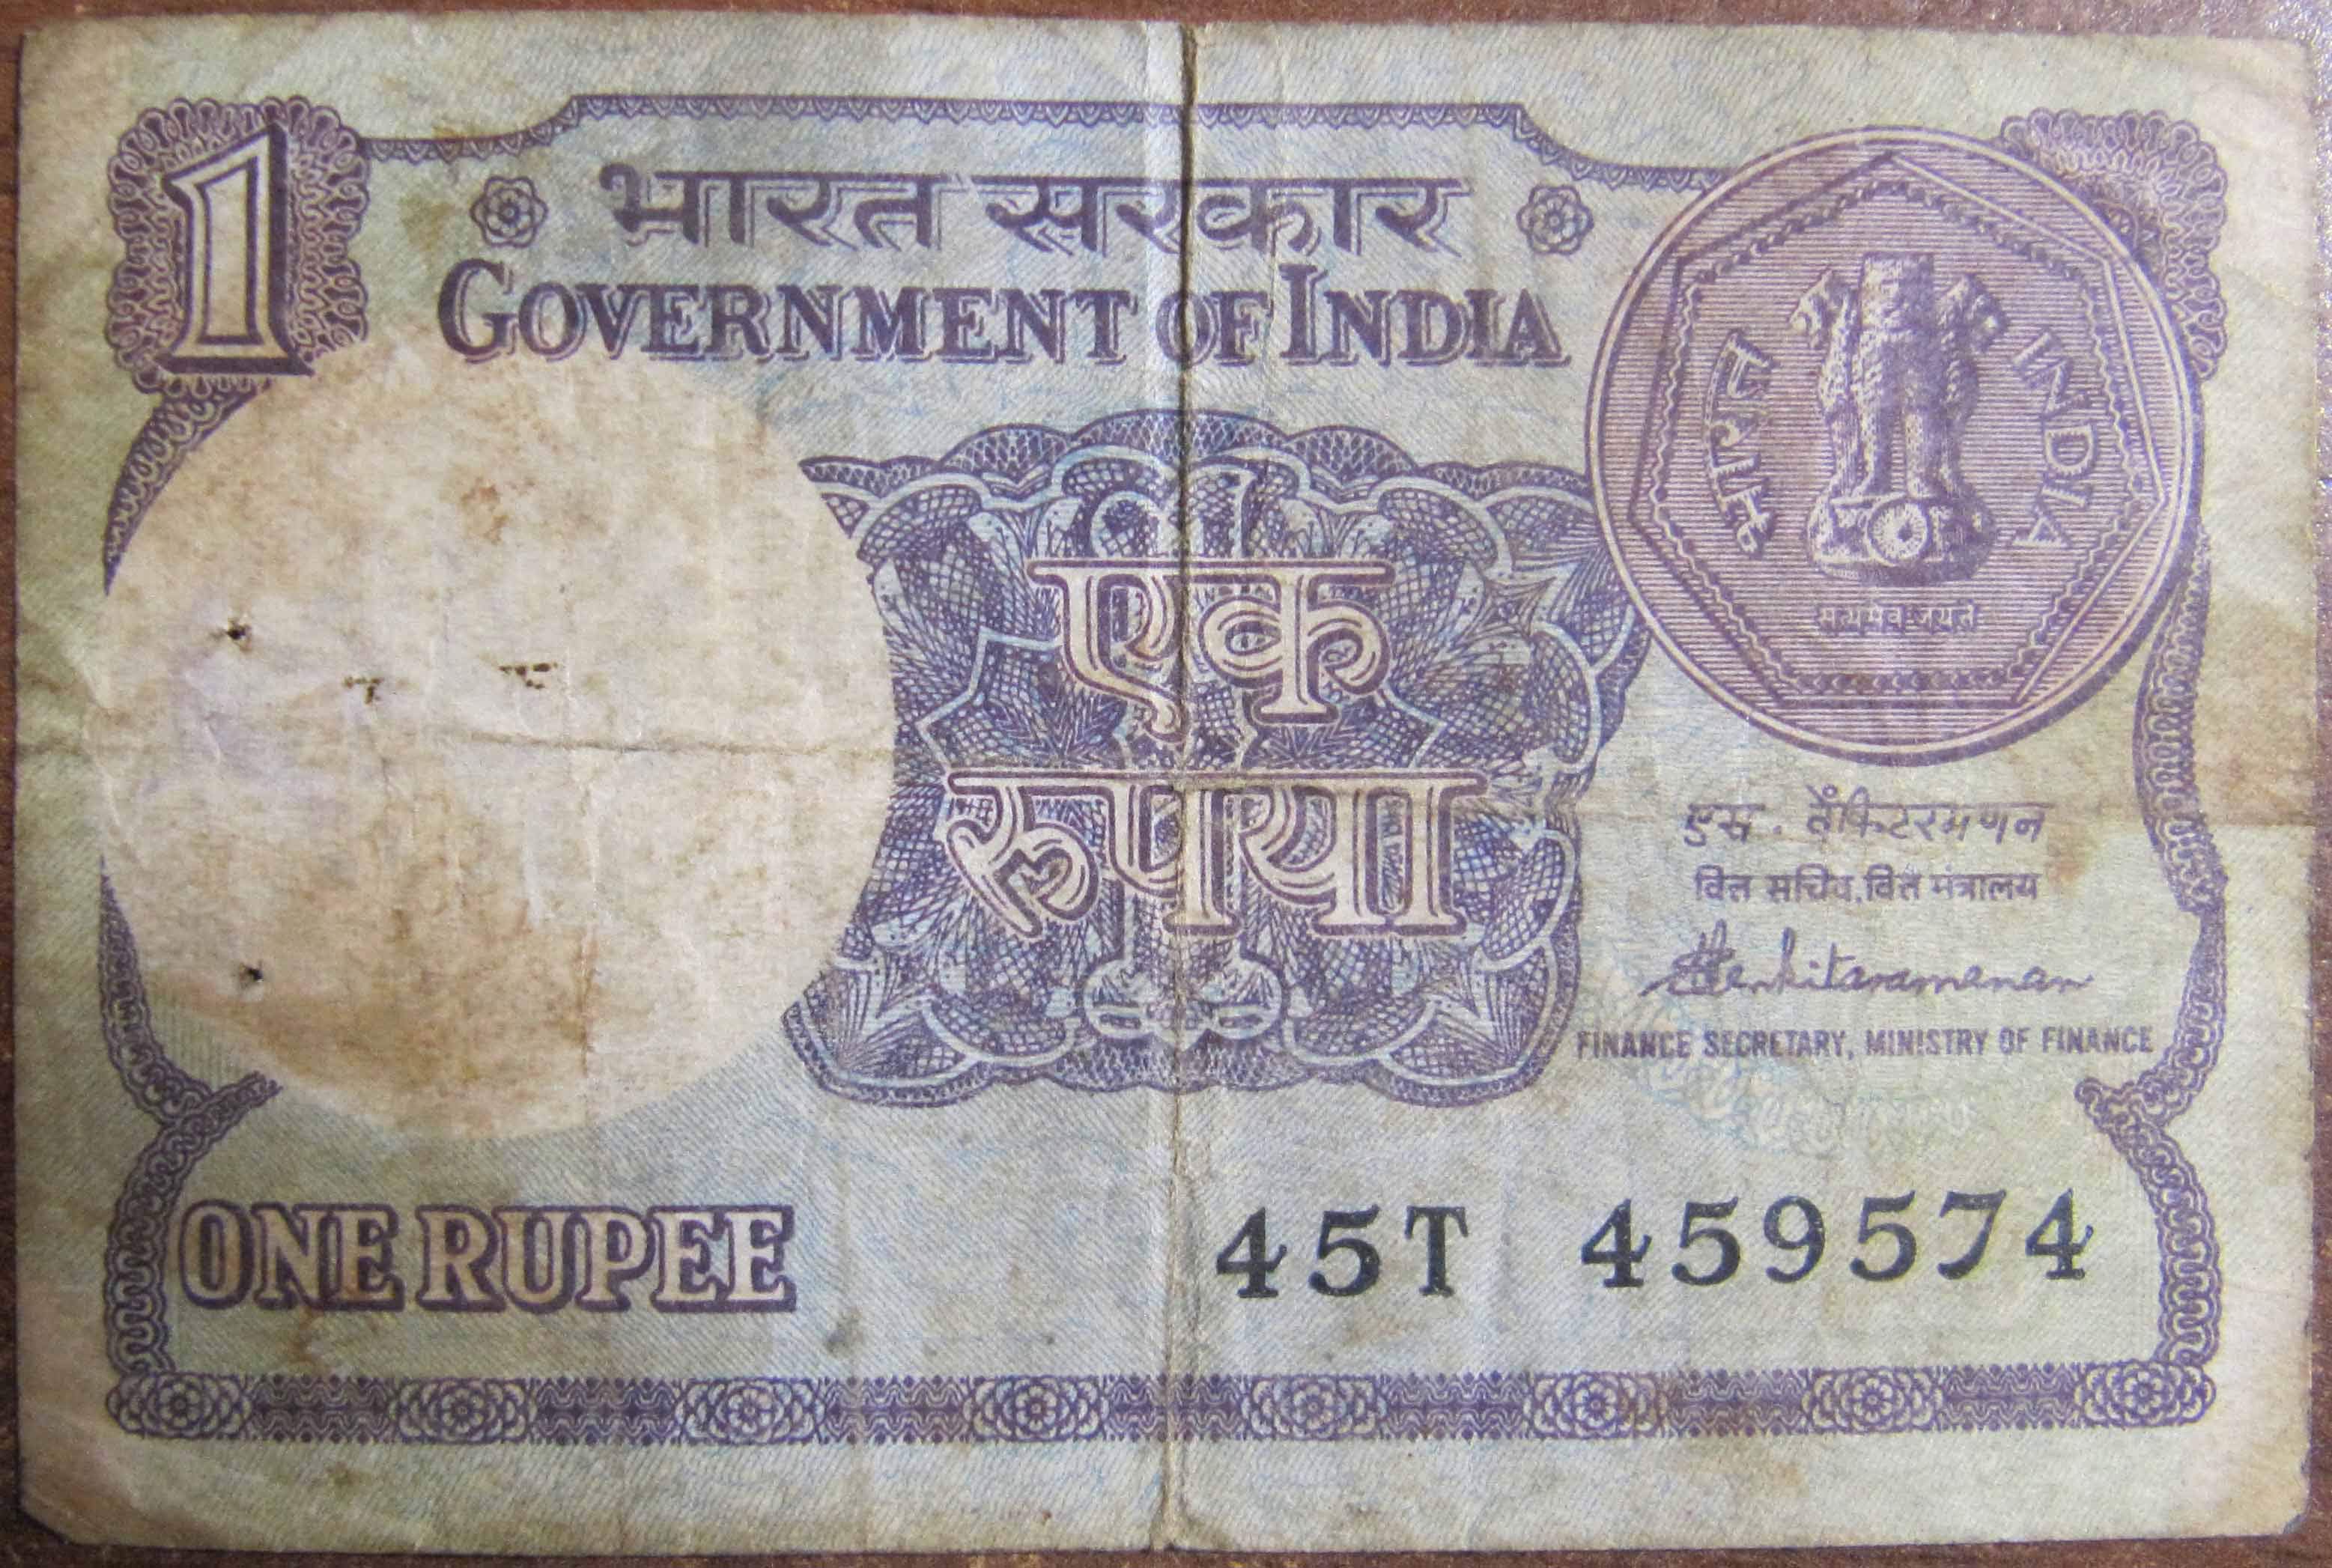 1
भारत सरकार
GOVERNMENT OF INDIA
भारत
INDIA
सत्यमेव जयते
एक
रुपया
एस. वेंकिटरमणन
वित्त सचिव, वित्त मंत्रालय
SVenkitaramanan
FINANCE SECRETARY, MINISTRY OF FINANCE
ONE RUPEE
45T 459574